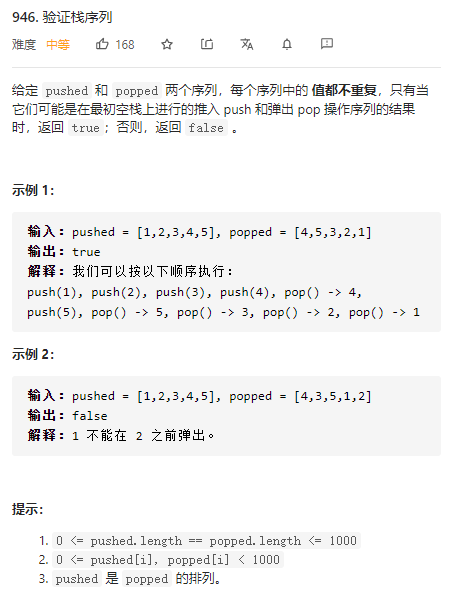 946. 验证栈序列
难度 中等 168
给定 pushed 和 popped 两个序列，每个序列中的 值都不重复，只有当
它们可能是在最初空栈上进行的推入 push 和弹出 pop 操作序列的结果
时，返回 true；否则，返回 false 。
示例 1：
输入：pushed = [1,2,3,4,5], popped = [4,5,3,2,1]
输出：true
解释：我们可以按以下顺序执行：
push(1), push(2), push(3), push(4), pop() -> 4,
push(5), pop() -> 5, pop() -> 3, pop() -> 2, pop() -> 1
示例 2：
输入：pushed = [1,2,3,4,5], popped = [4,3,5,1,2]
输出：false
解释：1 不能在 2 之前弹出。
提示：
1. 0 <= pushed.length == popped.length <= 1000
2. 0 <= pushed[i], popped[i] < 1000
3. pushed 是 popped 的排列。